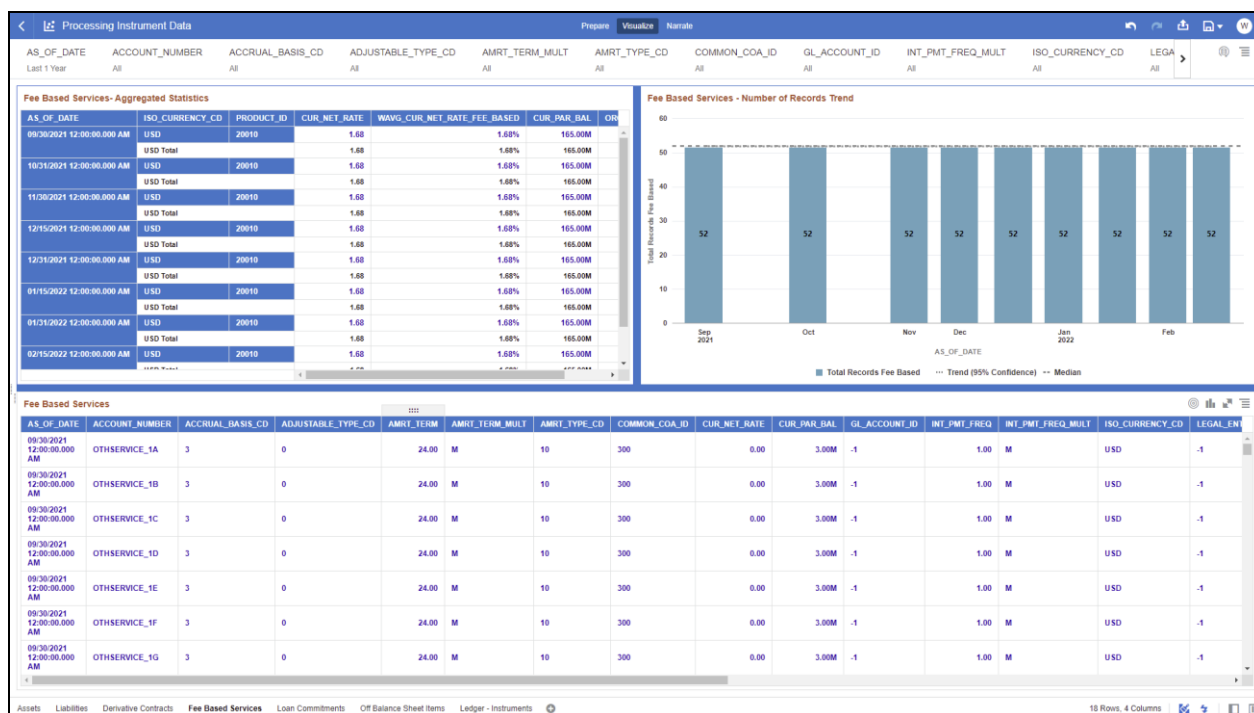 Processing Instrument Data Prepare Visualize Narrate W
AS_OF_DATE ACCOUNT_NUMBER ACCRUAL_BASIS_CD ADJUSTABLE_TYPE_CD AMRT_TERM_MULT AMRT_TYPE_CD COMMON_COA_ID GL_ACCOUNT_ID INT_PMT_FREQ_MULT ISO_CURRENCY_CD LEGA
Last 1 Year All All All All All All All All All All
Fee Based Services- Aggregated Statistics
AS_OF_DATE ISO_CURRENCY_CD PRODUCT_ID CUR_NET_RATE WAVG_CUR_NET_RATE_FEE_BASED CUR_PAR_BAL
09/30/2021 12:00:00.000 AM USD 20010 1.68 1.68% 165.00M
USD Total 1.68 1.68% 165.00M
10/31/2021 12:00:00.000 AM USD 20010 1.68 1.68% 165.00M
USD Total 1.68 1.68% 165.00M
11/30/2021 12:00:00.000 AM USD 20010 1.68 1.68% 165.00M
USD Total 1.68 1.68% 165.00M
12/15/2021 12:00:00.000 AM USD 20010 1.68 1.68% 165.00M
USD Total 1.68 1.68% 165.00M
12/31/2021 12:00:00.000 AM USD 20010 1.68 1.68% 165.00M
USD Total 1.68 1.68% 165.00M
01/15/2022 12:00:00.000 AM USD 20010 1.68 1.68% 165.00M
USD Total 1.68 1.68% 165.00M
01/31/2022 12:00:00.000 AM USD 20010 1.68 1.68% 165.00M
USD Total 1.68 1.68% 165.00M
02/15/2022 12:00:00.000 AM USD 20010 1.68 1.68% 165.00M
Fee Based Services - Number of Records Trend
Total Records Fee Based
60
50
40
30
20
10
0
52 52 52 52 52 52 52 52 52
Sep Oct Nov Dec Jan Feb
2021 2022
AS_OF_DATE
Total Records Fee Based Trend (95% Confidence) Median
Fee Based Services
AS_OF_DATE ACCOUNT_NUMBER ACCRUAL_BASIS_CD ADJUSTABLE_TYPE_CD AMRT_TERM AMRT_TERM_MULT AMRT_TYPE_CD COMMON_COA_ID CUR_NET_RATE CUR_PAR_BAL GL_ACCOUNT_ID INT_PMT_FREQ INT_PMT_FREQ_MULT ISO_CURRENCY_CD LEGAL_ENT
09/30/2021
12:00:00.000 OTHSERVICE_1A 3 0 24.00 M 10 300 0.00 3.00M -1 1.00 M USD -1
AM
09/30/2021
12:00:00.000 OTHSERVICE_1B 3 0 24.00 M 10 300 0.00 3.00M -1 1.00 M USD -1
AM
09/30/2021
12:00:00.000 OTHSERVICE_1C 3 0 24.00 M 10 300 0.00 3.00M -1 1.00 M USD -1
AM
09/30/2021
12:00:00.000 OTHSERVICE_1D 3 0 24.00 M 10 300 0.00 3.00M -1 1.00 M USD -1
AM
09/30/2021
12:00:00.000 OTHSERVICE_1E 3 0 24.00 M 10 300 0.00 3.00M -1 1.00 M USD -1
AM
09/30/2021
12:00:00.000 OTHSERVICE_1F 3 0 24.00 M 10 300 0.00 3.00M -1 1.00 M USD -1
AM
09/30/2021
12:00:00.000 OTHSERVICE_1G 3 0 24.00 M 10 300 0.00 3.00M -1 1.00 M USD -1
AM
Assets Liabilities Derivative Contracts Fee Based Services Loan Commitments Off Balance Sheet Items Ledger - Instruments 18 Rows, 4 Columns